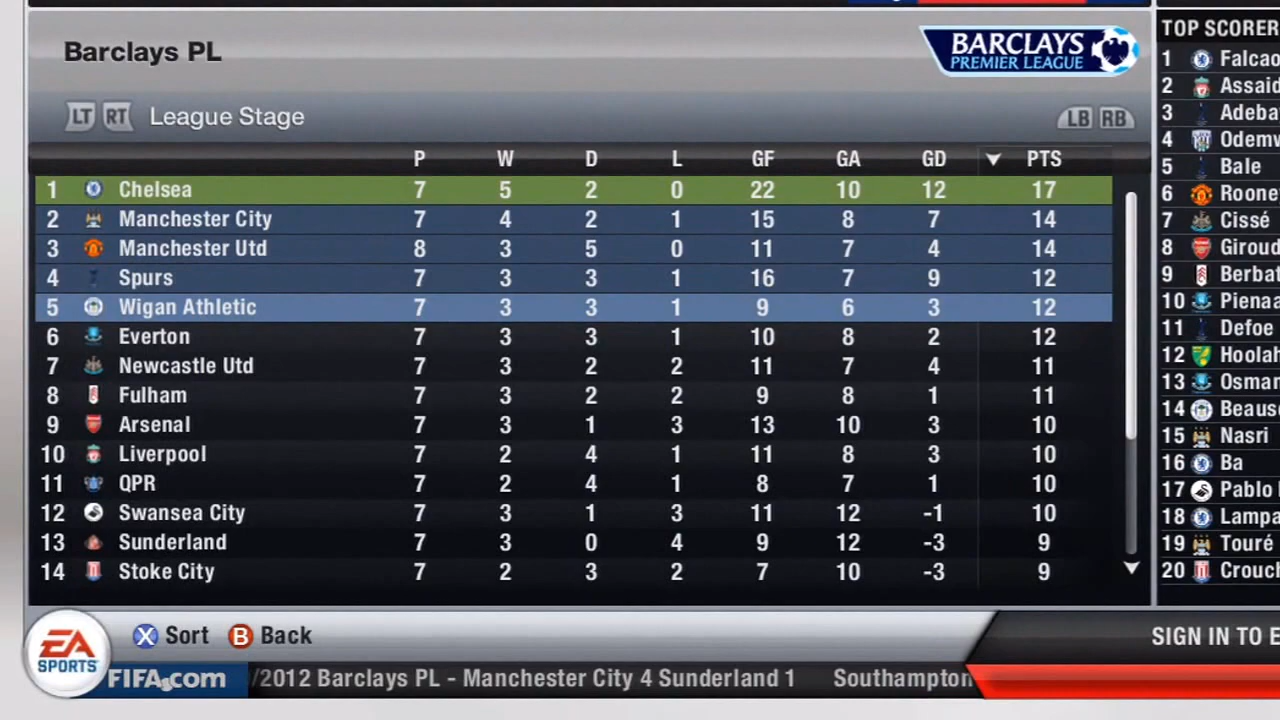 Barclays PL
BARCLAYS
PREMIER LEAGUE
LT RT League Stage LB RB
P W D L GF GA GD PTS
1 Chelsea 7 5 2 0 22 10 12 17
2 Manchester City 7 4 2 1 15 8 7 14
3 Manchester Utd 8 3 5 0 11 7 4 14
4 Spurs 7 3 3 1 16 7 9 12
5 Wigan Athletic 7 3 3 1 9 6 3 12
6 Everton 7 3 3 1 10 8 2 12
7 Newcastle Utd 7 3 2 2 11 7 4 11
8 Fulham 7 3 2 2 9 8 1 11
9 Arsenal 7 3 1 3 13 10 3 10
10 Liverpool 7 2 4 1 11 8 3 10
11 QPR 7 2 4 1 8 7 1 10
12 Swansea City 7 3 1 3 11 12 -1 10
13 Sunderland 7 3 0 4 9 12 -3 9
14 Stoke City 7 2 3 2 7 10 -3 9
TOP SCORER
1 Falcao
2 Assaid
3 Adeba
4 Odemw
5 Bale
6 Roone
7 Cissé
8 Giroud
9 Berbat
10 Pienaa
11 Defoe
12 Hoolah
13 Osman
14 Beaus
15 Nasri
16 Ba
17 Pablo
18 Lampa
19 Touré
20 Crouch
X Sort B Back
SIGN IN TO E
EA
SPORTS
FIFA.com
/2012 Barclays PL - Manchester City 4 Sunderland 1 Southampton